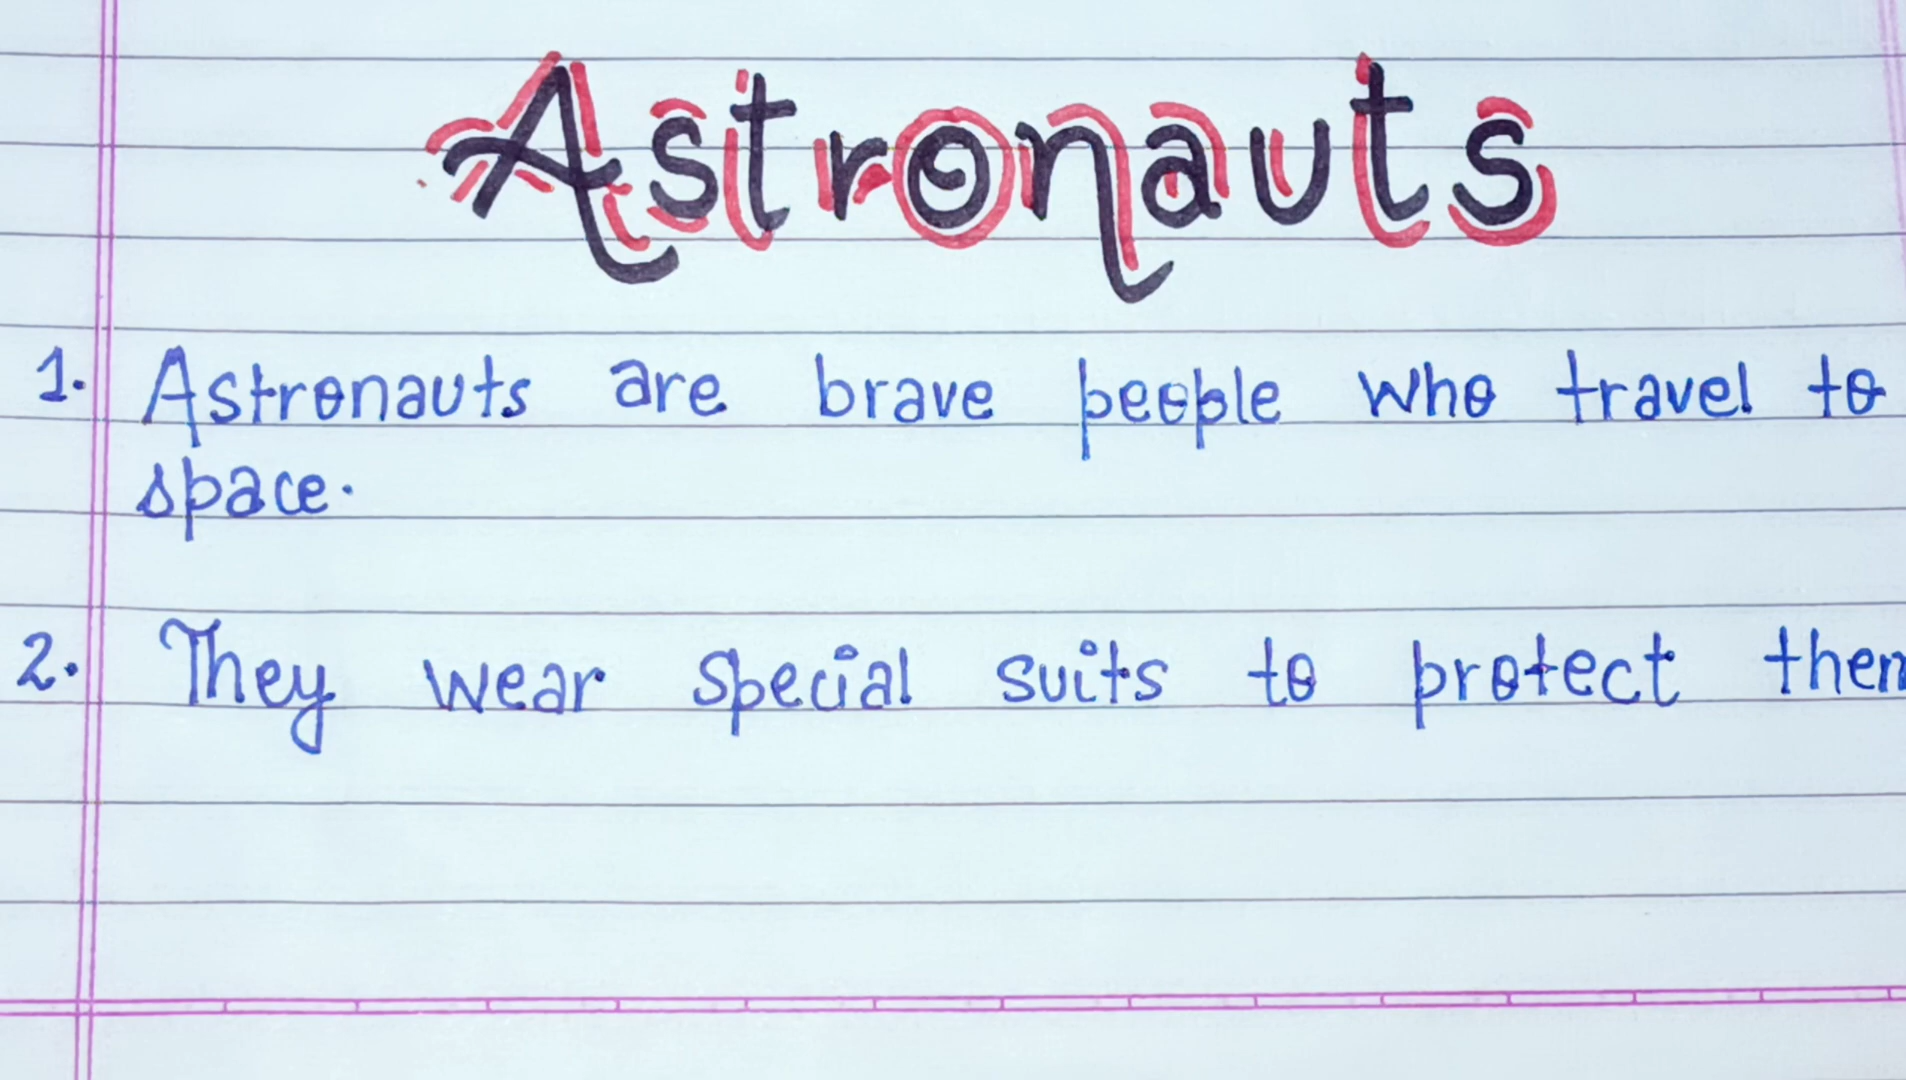 Astronauts
1. Astronauts are brave people who travel to
space.
2. They wear special suits to protect